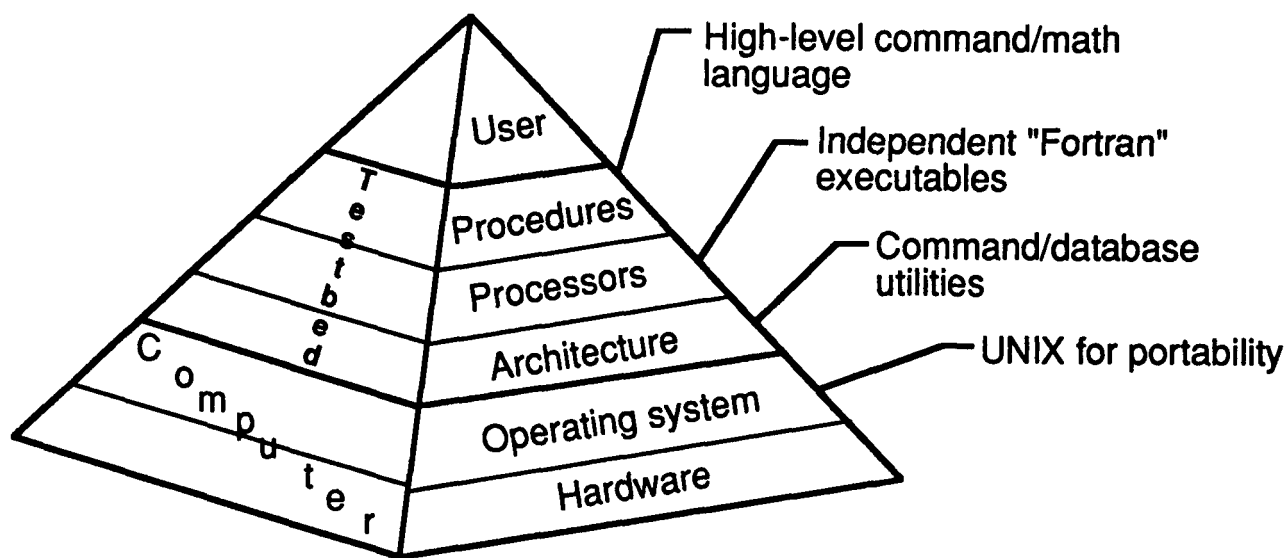 High-level command/math
language
User
Independent "Fortran"
executables
Testbed
Procedures
Command/database
utilities
Processors
Architecture
UNIX for portability
Computer
Operating system
Hardware